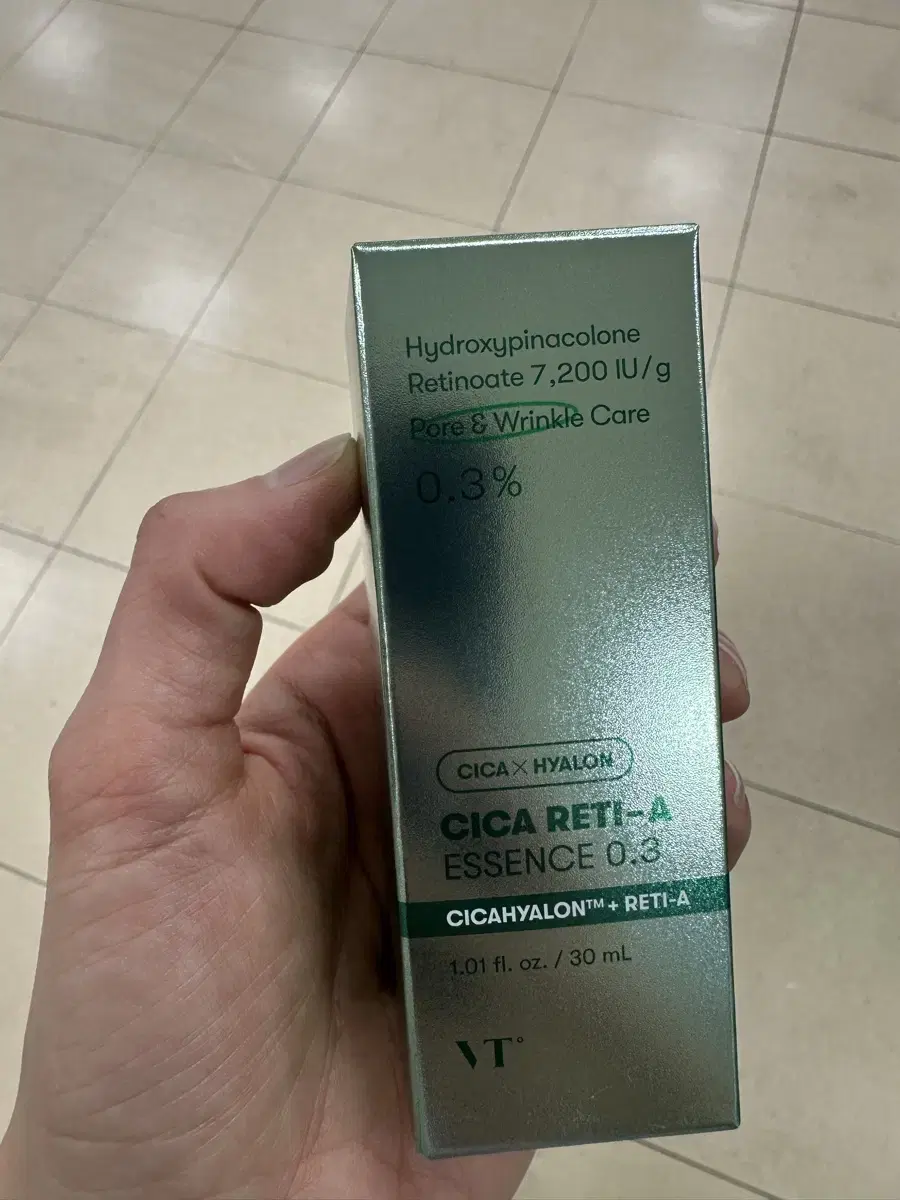 Hydroxypinacolone
Retinoate 7,200 IU/g
Pore & Wrinkle Care
0.3%
CICA×HYALON
CICA RETI-A
ESSENCE 0.3
CICAHYALON™ + RETI-A
1.01 fl. oz. / 30 mL
VT°